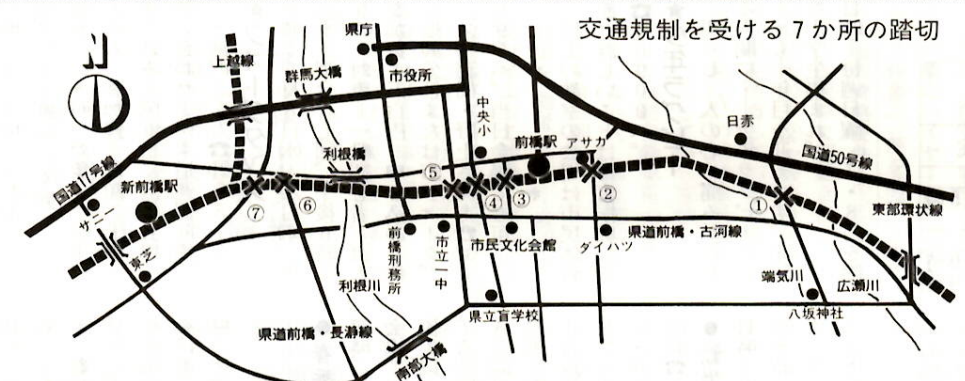 交通規制を受ける7か所の踏切
N
県庁
上越線
群馬大橋
市役所
中央小
前橋駅
アサカ
日赤
国道17号線
利根橋
国道50号線
新前橋駅
サニー
⑤
④
③
②
①
⑦
⑥
東部環状線
東芝
前橋刑務所
市立一中
市民文化会館
ダイハツ
県道前橋・古河線
利根川
端気川
広瀬川
県立盲学校
八坂神社
県道前橋・長瀞線
南部大橋